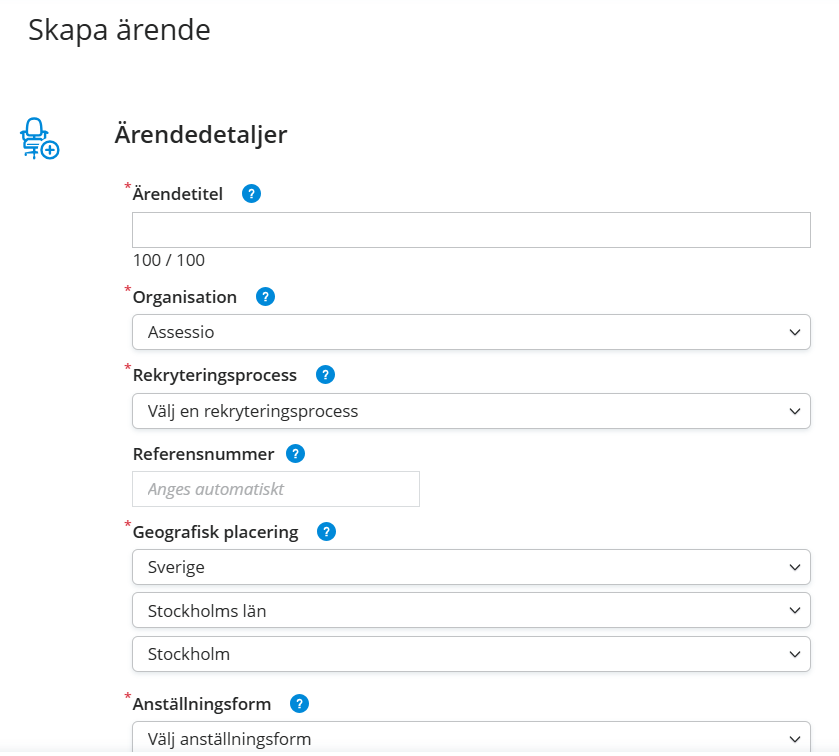 Skapa ärende
Ärendedetaljer
*Ärendetitel ?
100 / 100
*Organisation ?
Assessio
*Rekryteringsprocess ?
Välj en rekryteringsprocess
Referensnummer ?
Anges automatiskt
*Geografisk placering ?
Sverige
Stockholms län
Stockholm
*Anställningsform ?
Välj anställningsform